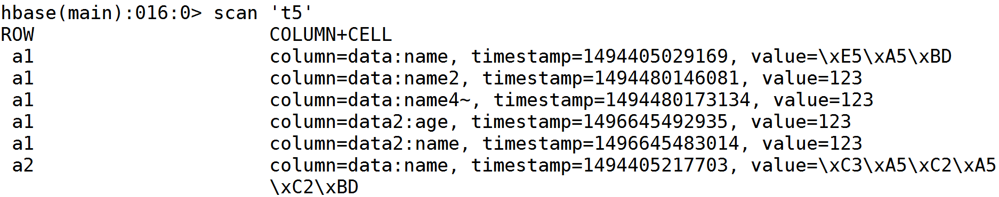 hbase(main):016:0> scan 't5'
ROW                     COLUMN+CELL
 a1                     column=data:name, timestamp=1494405029169, value=\xE5\xA5\xBD
 a1                     column=data:name2, timestamp=1494480146081, value=123
 a1                     column=data:name4~, timestamp=1494480173134, value=123
 a1                     column=data2:age, timestamp=1496645492935, value=123
 a1                     column=data2:name, timestamp=1496645483014, value=123
 a2                     column=data:name, timestamp=1494405217703, value=\xC3\xA5\xC2\xA5
                        \xC2\xBD